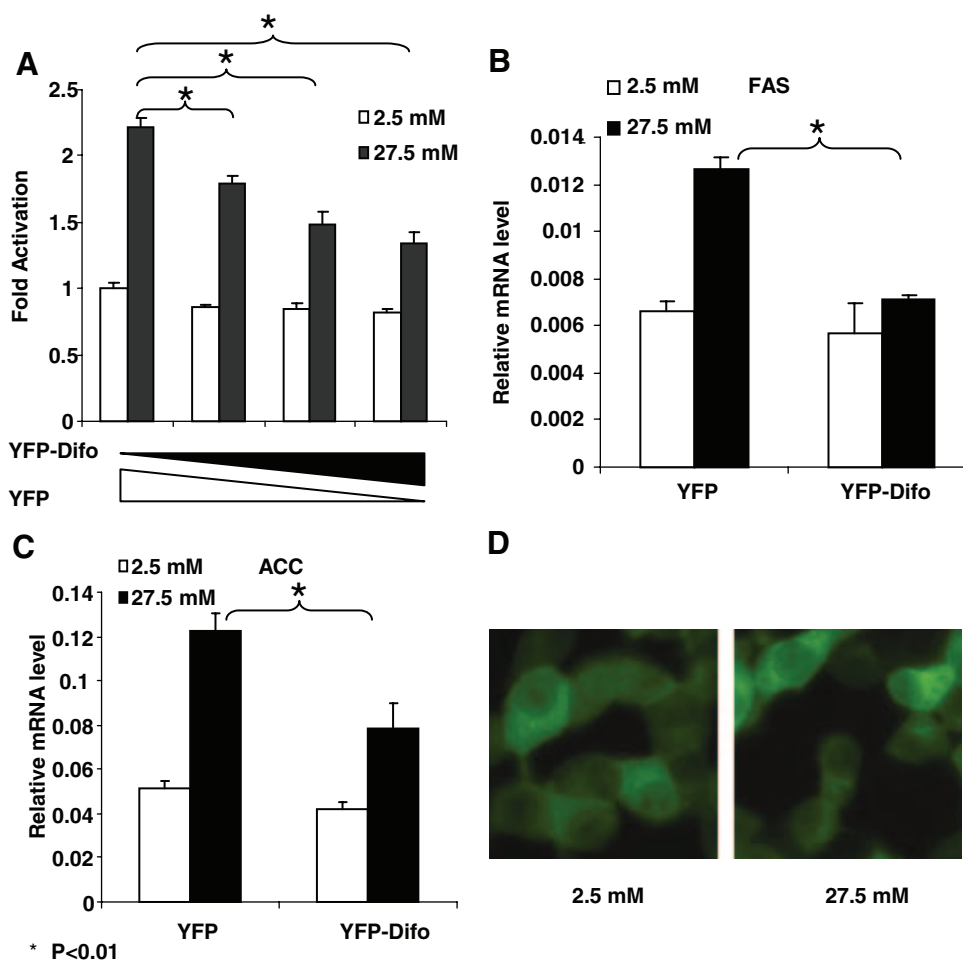 A
*
*
*
2.5 mM
27.5 mM
2.5
2
1.5
1
0.5
0
Fold Activation
YFP-Difo
YFP
B
2.5 mM
FAS
27.5 mM
*
0.014
0.012
0.01
0.008
0.006
0.004
0.002
0
Relative mRNA level
YFP
YFP-Difo
C
2.5 mM
ACC
27.5 mM
*
0.14
0.12
0.1
0.08
0.06
0.04
0.02
0
Relative mRNA level
YFP
YFP-Difo
* P<0.01
D
2.5 mM
27.5 mM